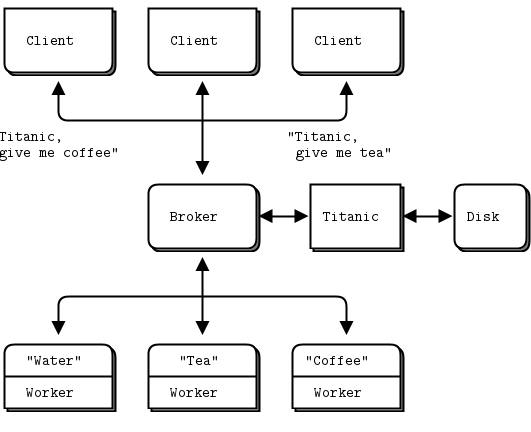 Client Client Client
Titanic,
give me coffee"
"Titanic,
give me tea"
Broker Titanic Disk
"Water" "Tea" "Coffee"
Worker Worker Worker